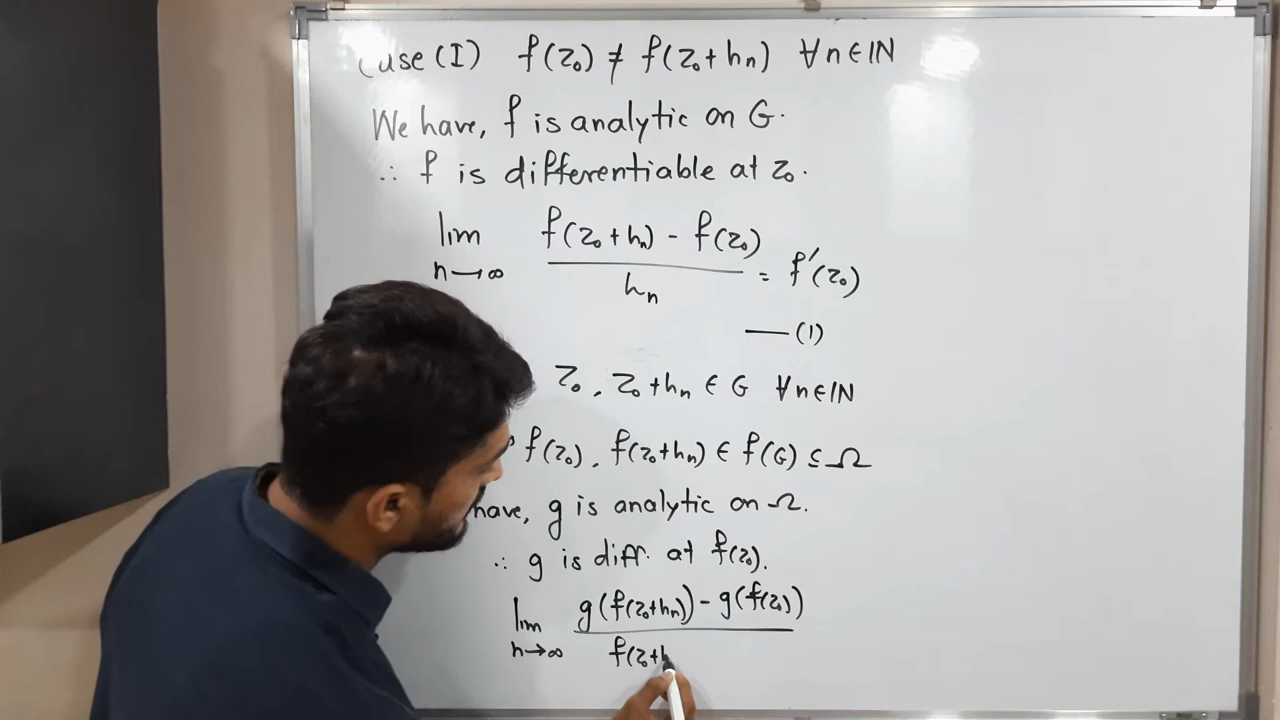 Case (I) f(z₀) ≠ f(z₀+hₙ) ∀n∈ℕ
We have, f is analytic on G.
∴ f is differentiable at z₀.
lim n→∞ f(z₀+hₙ) - f(z₀) / hₙ = f'(z₀)
—(1)
z₀, z₀+hₙ ∈ G ∀n∈ℕ
f(z₀), f(z₀+hₙ) ∈ f(G) ⊆ Ω
have, g is analytic on Ω.
∴ g is diff. at f(z₀).
lim n→∞ g(f(z₀+hₙ)) - g(f(z₀)) / f(z₀+h